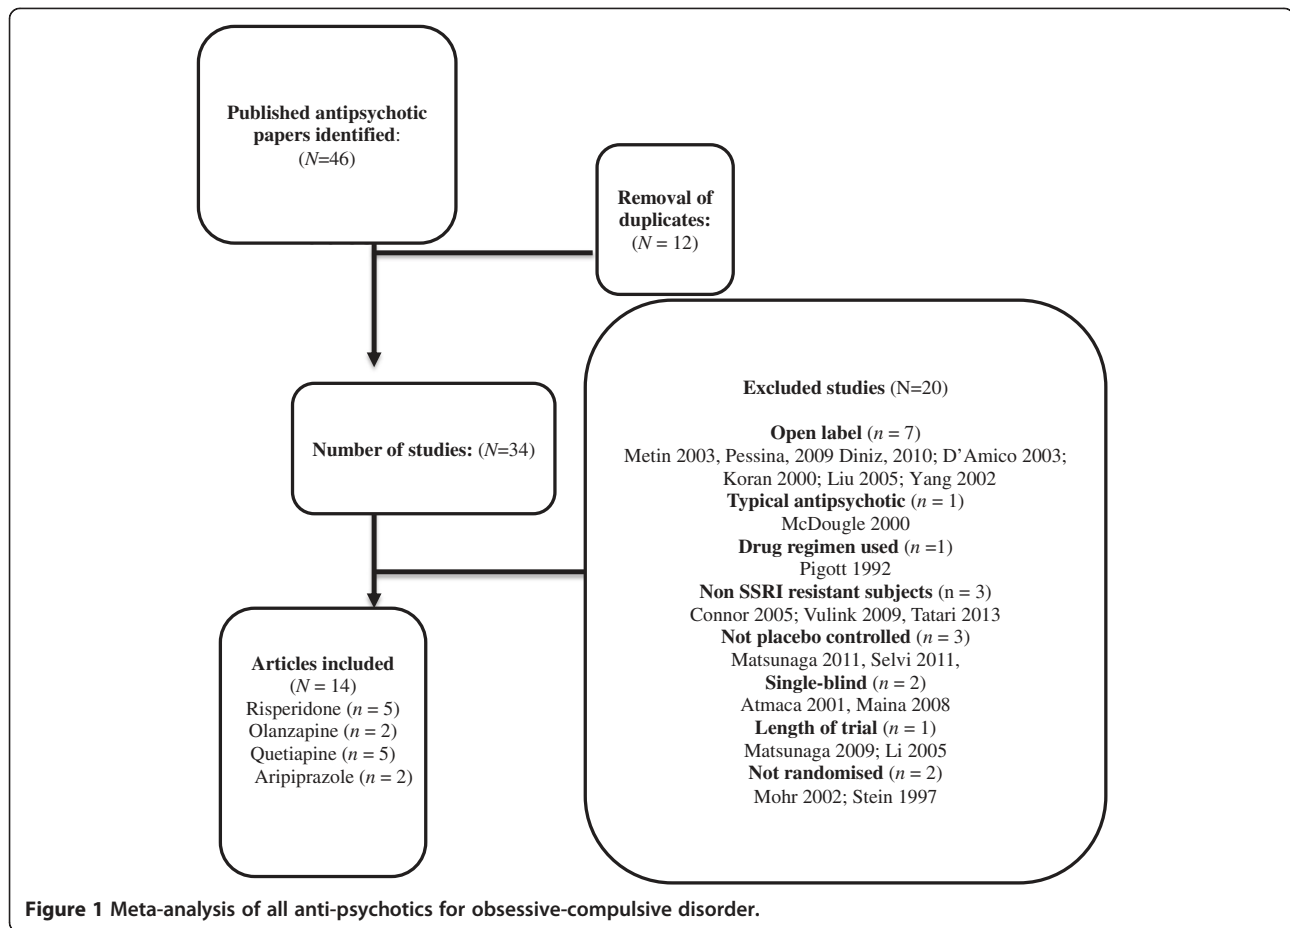 Published antipsychotic
papers identified:
(N=46)
Removal of
duplicates:
(N = 12)
Number of studies: (N=34)
Excluded studies (N=20)
Open label (n = 7)
Metin 2003, Pessina, 2009 Diniz, 2010; D'Amico 2003;
Koran 2000; Liu 2005; Yang 2002
Typical antipsychotic (n = 1)
McDougle 2000
Drug regimen used (n =1)
Pigott 1992
Non SSRI resistant subjects (n = 3)
Connor 2005; Vulink 2009, Tatari 2013
Not placebo controlled (n = 3)
Matsunaga 2011, Selvi 2011,
Single-blind (n = 2)
Atmaca 2001, Maina 2008
Length of trial (n = 1)
Matsunaga 2009; Li 2005
Not randomised (n = 2)
Mohr 2002; Stein 1997
Articles included
(N = 14)
Risperidone (n = 5)
Olanzapine (n = 2)
Quetiapine (n = 5)
Aripiprazole (n = 2)
Figure 1 Meta-analysis of all anti-psychotics for obsessive-compulsive disorder.